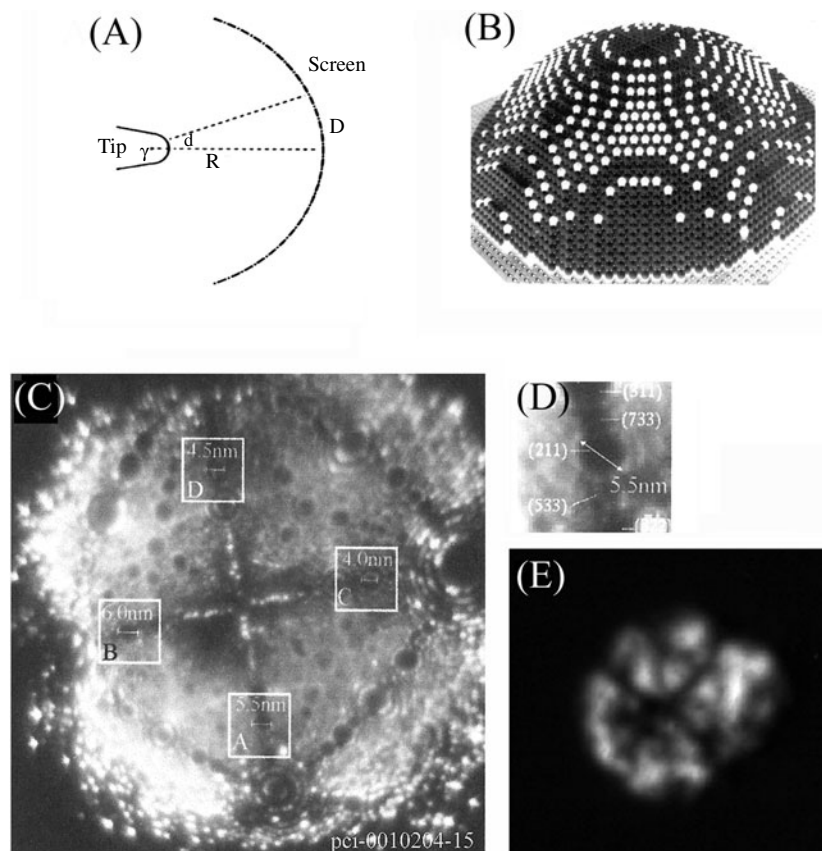 (A)
Screen
D
Tip
γ
d
R
(B)
(C)
4.5nm
D
4.0nm
C
6.0nm
B
5.5nm
A
pci-0010204-15
(D)
(311)
(733)
(211)
5.5nm
(533)
(E)